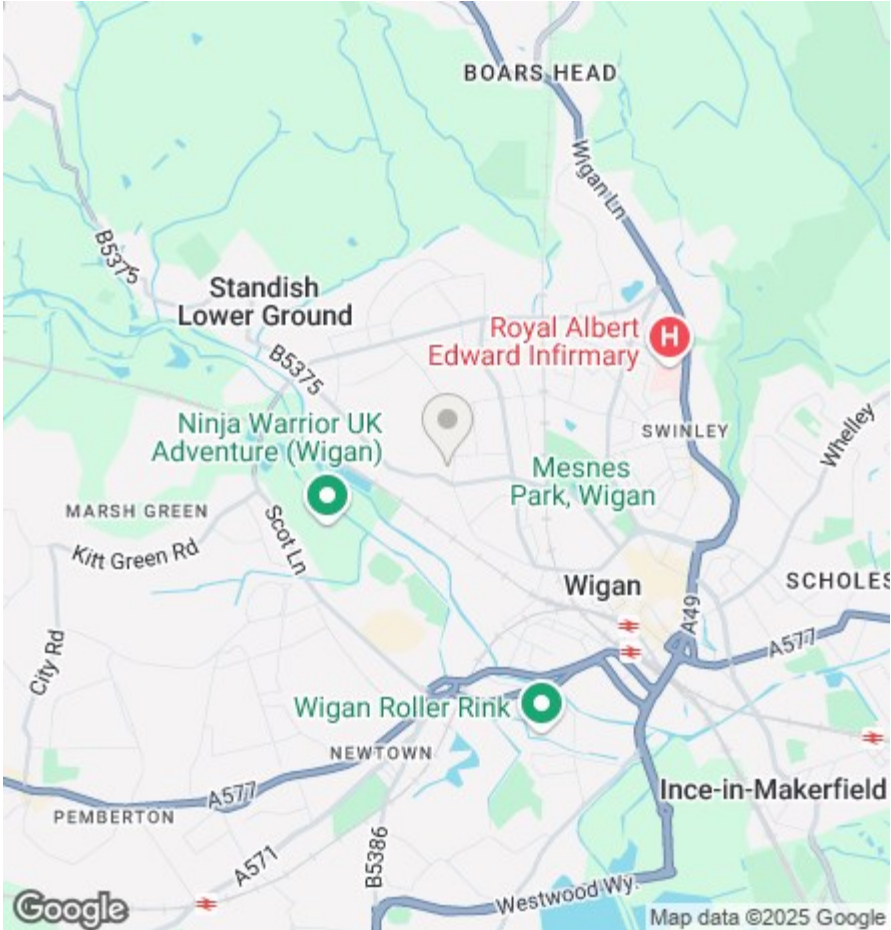 BOARS HEAD
Wigan Ln
B5375
Standish
Lower Ground
Royal Albert
Edward Infirmary
H
B5375
Ninja Warrior UK
Adventure (Wigan)
SWINLEY
Whelley
Mesnes
Park, Wigan
MARSH GREEN
Scot Ln
Kitt Green Rd
Wigan
SCHOLES
A49
A577
City Rd
Wigan Roller Rink
NEWTOWN
Ince-in-Makerfield
A577
PEMBERTON
A571
B5386
Westwood Wy.
Google
Map data ©2025 Google